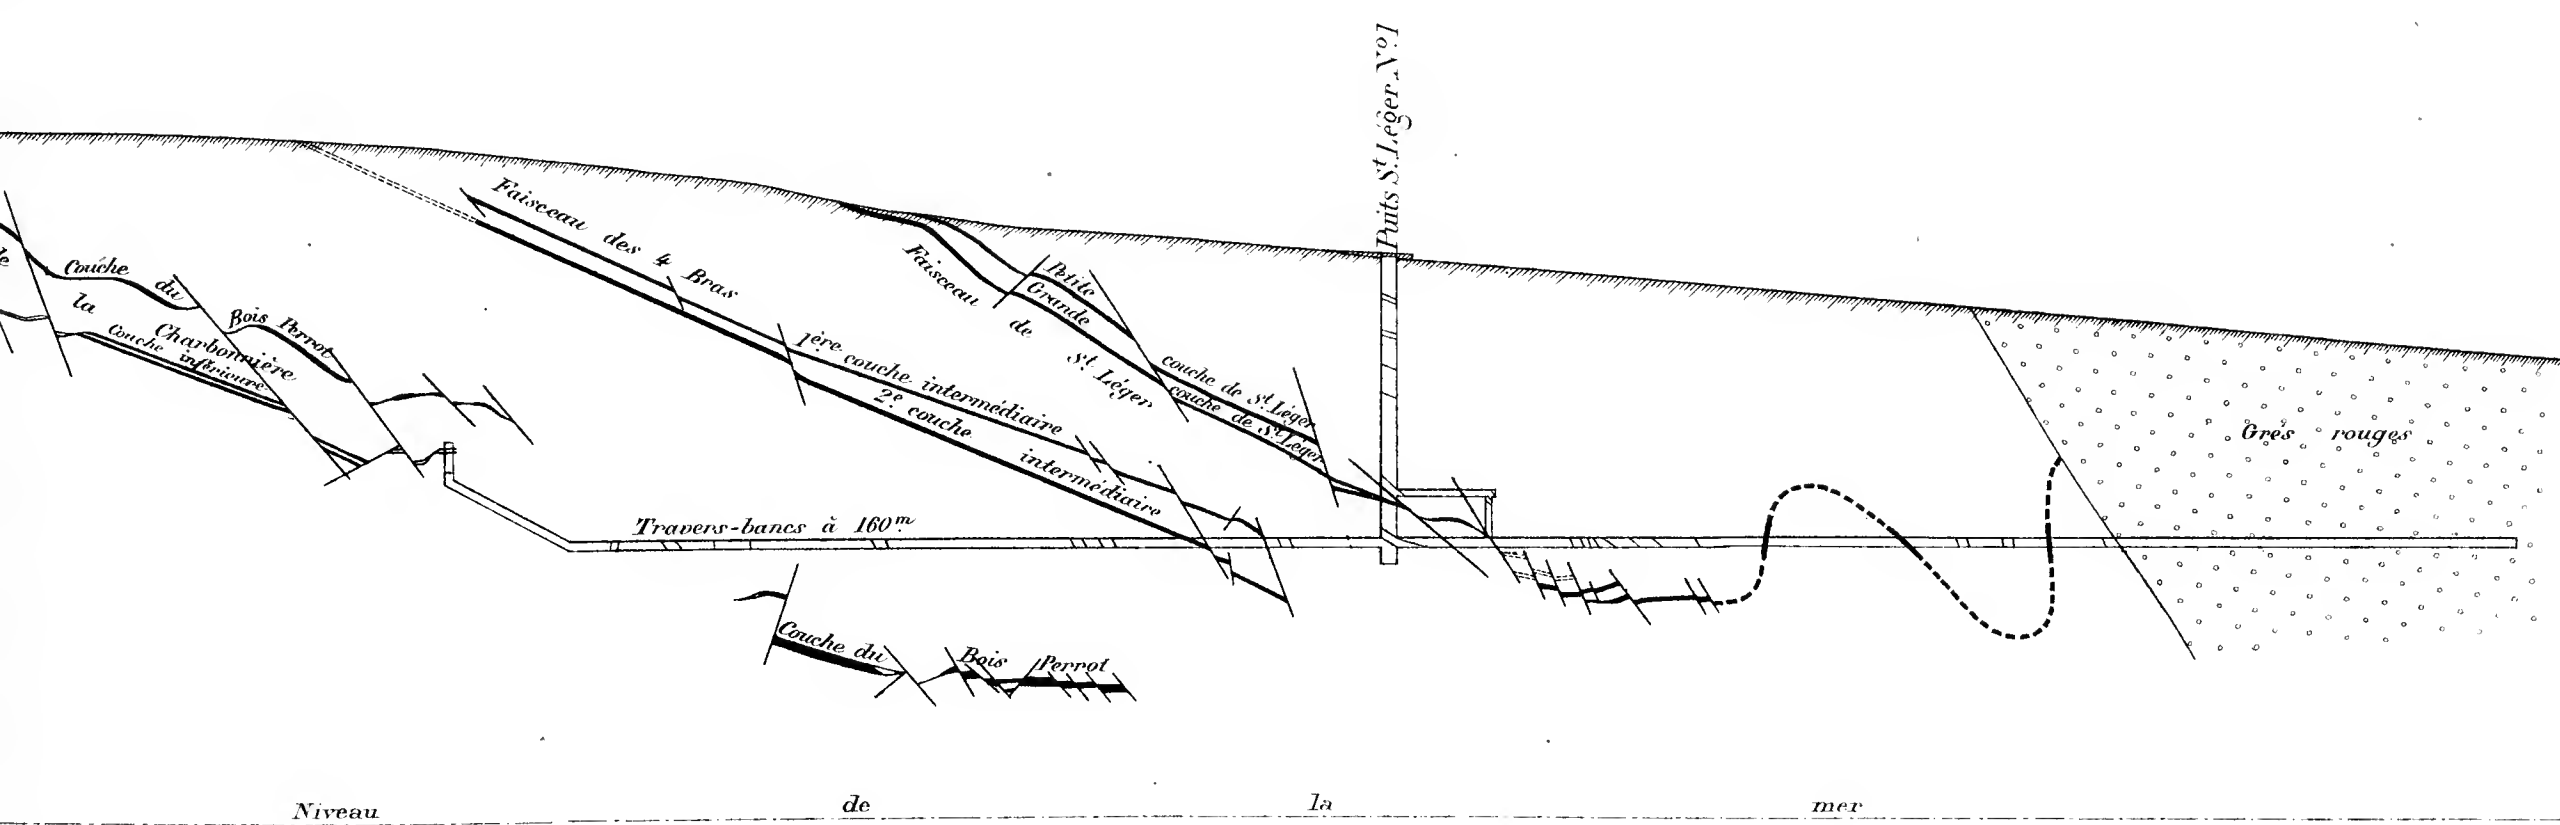 Puits St. Léger N°1
Faisceau des 4 Bras
Couche du Bois Perrot
la Charbonnière
Couche inférieure
Faisceau de St. Léger
Petite couche de St. Léger
Grande couche de St. Léger
1ère couche intermédiaire
2e couche intermédiaire
Grès rouges
Travers-bancs à 160m.
Couche du Bois Perrot
Niveau de la mer